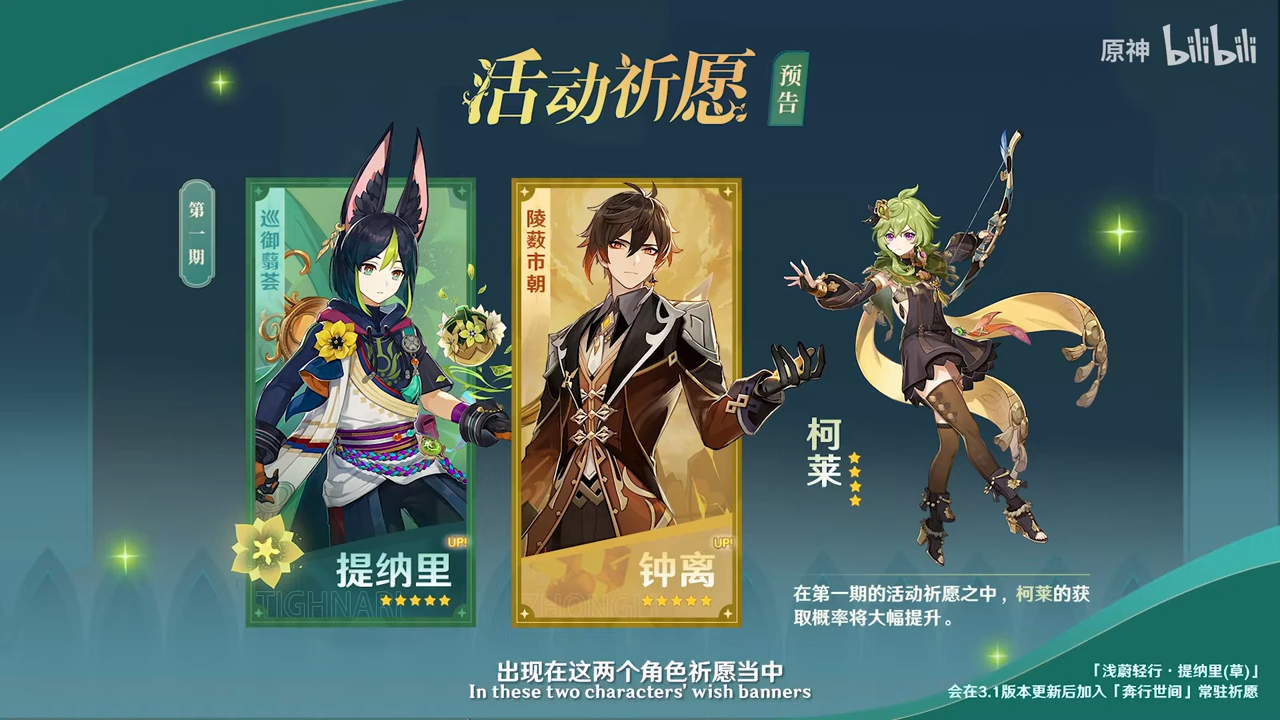 原神 bilibili
活动祈愿
预告
第一期
巡御蘙荟
陵薮市朝
UP!
提纳里
TIGHNARI
UP!
钟离
ZHONGLI
柯莱
在第一期的活动祈愿之中，柯莱的获
取概率将大幅提升。
出现在这两个角色祈愿当中
In these two characters' wish banners
「浅蔚轻行·提纳里(草)」
会在3.1版本更新后加入「奔行世间」常驻祈愿